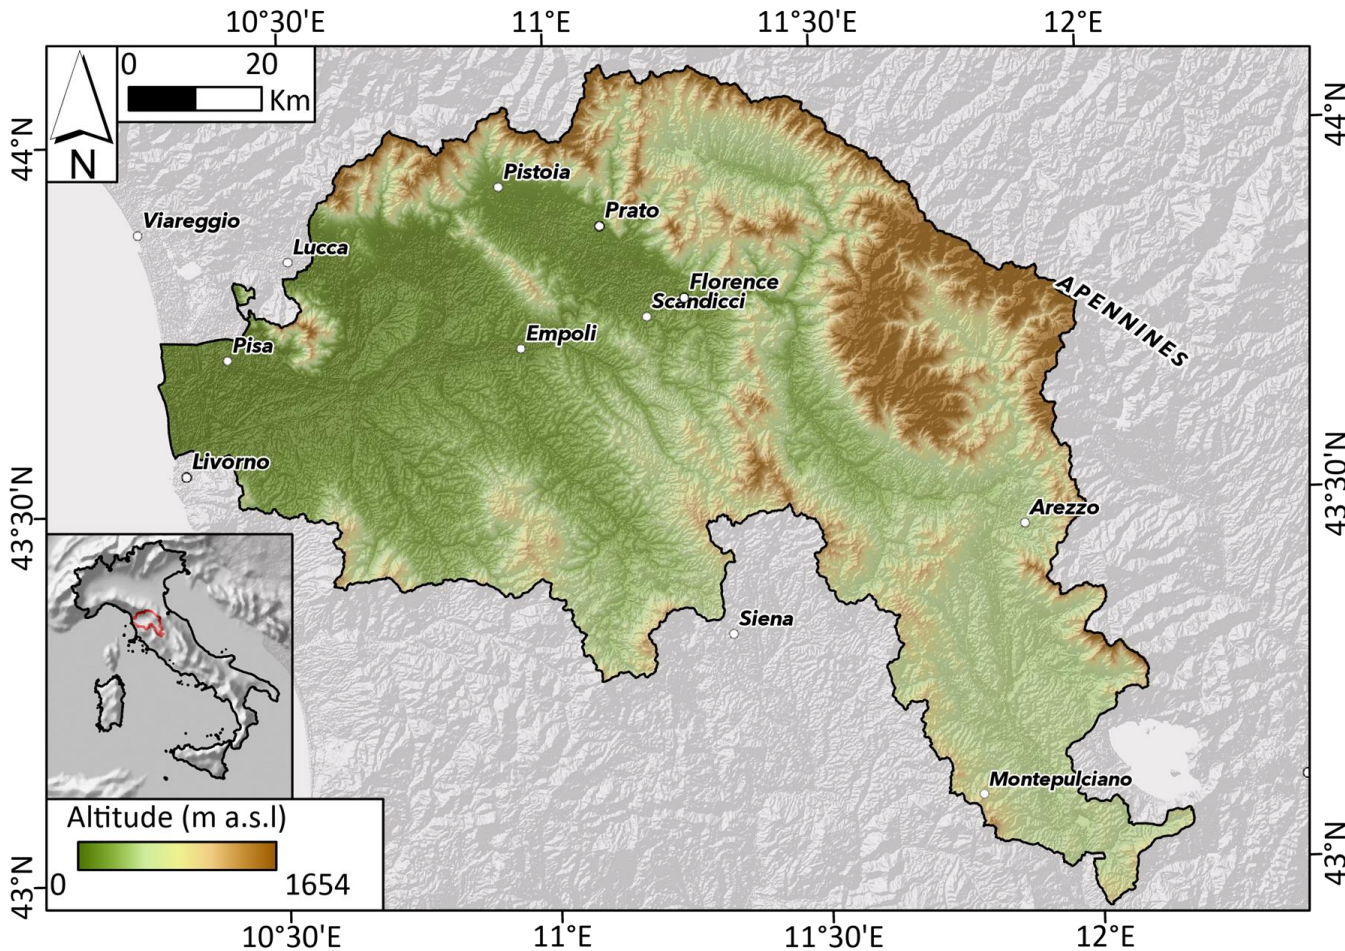 10°30'E 11°E 11°30'E 12°E
0 20
Km
N
44°N
44°N
Pistoia
Prato
Viareggio
Lucca
Florence
Scandicci
APENNINES
Empoli
Pisa
Livorno
43°30'N
43°30'N
Arezzo
Siena
Montepulciano
Altitude (m a.s.l)
0 1654
43°N
43°N
10°30'E 11°E 11°30'E 12°E